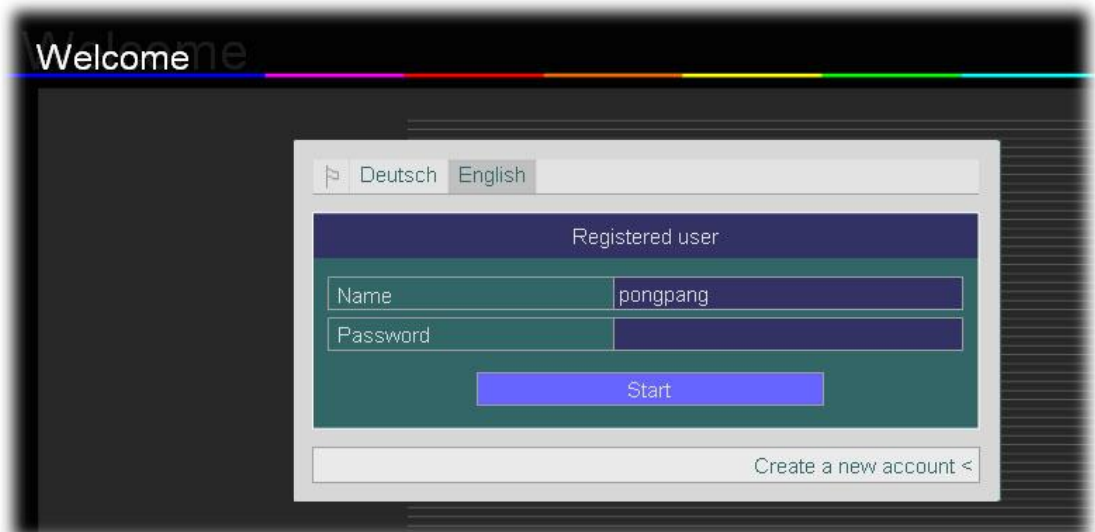 Welcome
Deutsch English
Registered user
Name pongpang
Password
Start
Create a new account <